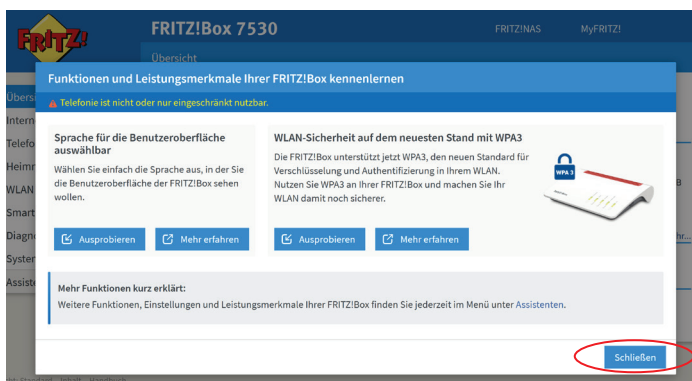 FRITZ!
FRITZ!Box 7530
FRITZ!NAS
MyFRITZ!
Übersicht
Funktionen und Leistungsmerkmale Ihrer FRITZ!Box kennenlernen
Telefonie ist nicht oder nur eingeschränkt nutzbar.
Sprache für die Benutzeroberfläche
auswählbar
Wählen Sie einfach die Sprache aus, in der Sie
die Benutzeroberfläche der FRITZ!Box sehen
wollen.
Ausprobieren
Mehr erfahren
WLAN-Sicherheit auf dem neuesten Stand mit WPA3
Die FRITZ!Box unterstützt jetzt WPA3, den neuen Standard für
Verschlüsselung und Authentifizierung in Ihrem WLAN.
Nutzen Sie WPA3 an Ihrer FRITZ!Box und machen Sie Ihr
WLAN damit noch sicherer.
WPA 3
Ausprobieren
Mehr erfahren
Mehr Funktionen kurz erklärt:
Weitere Funktionen, Einstellungen und Leistungsmerkmale Ihrer FRITZ!Box finden Sie jederzeit im Menü unter Assistenten.
Schließen
Übers
Intern
Telefo
Heimr
WLAN
Smart
Diagn
Syster
Assiste